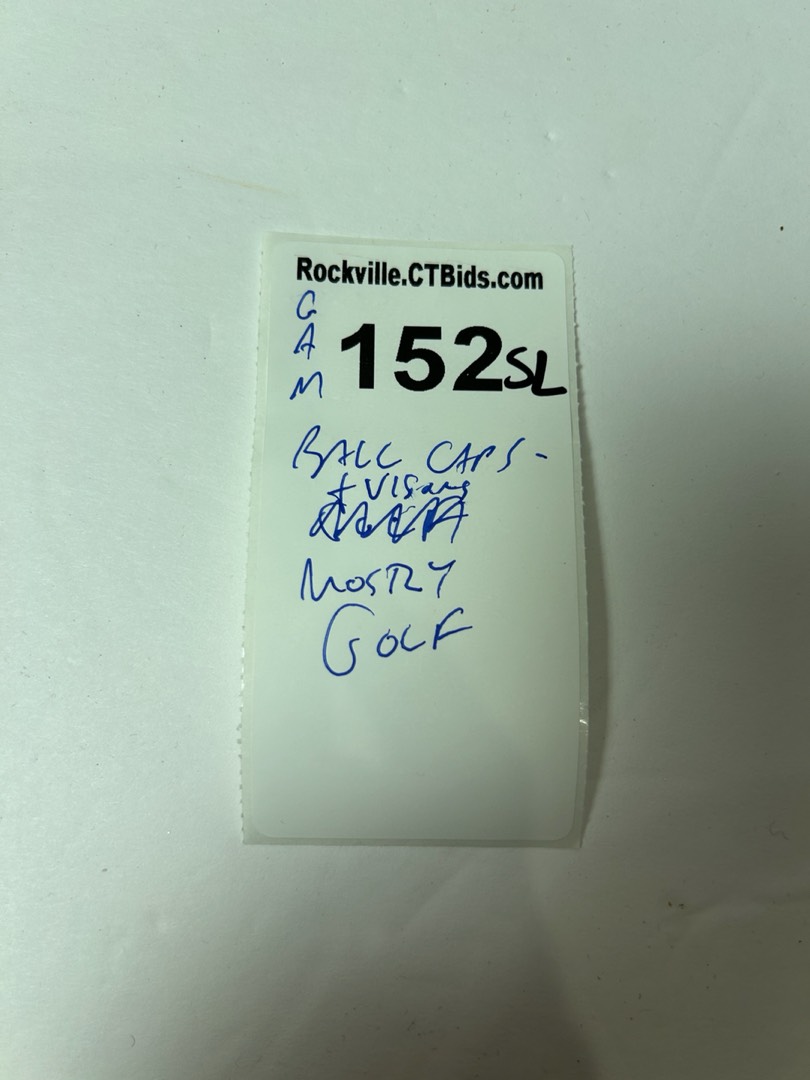 Rockville.CTBids.com
G
A
M
152SL
BALL CAPS -
+ VISORS
MOSTLY
GOLF